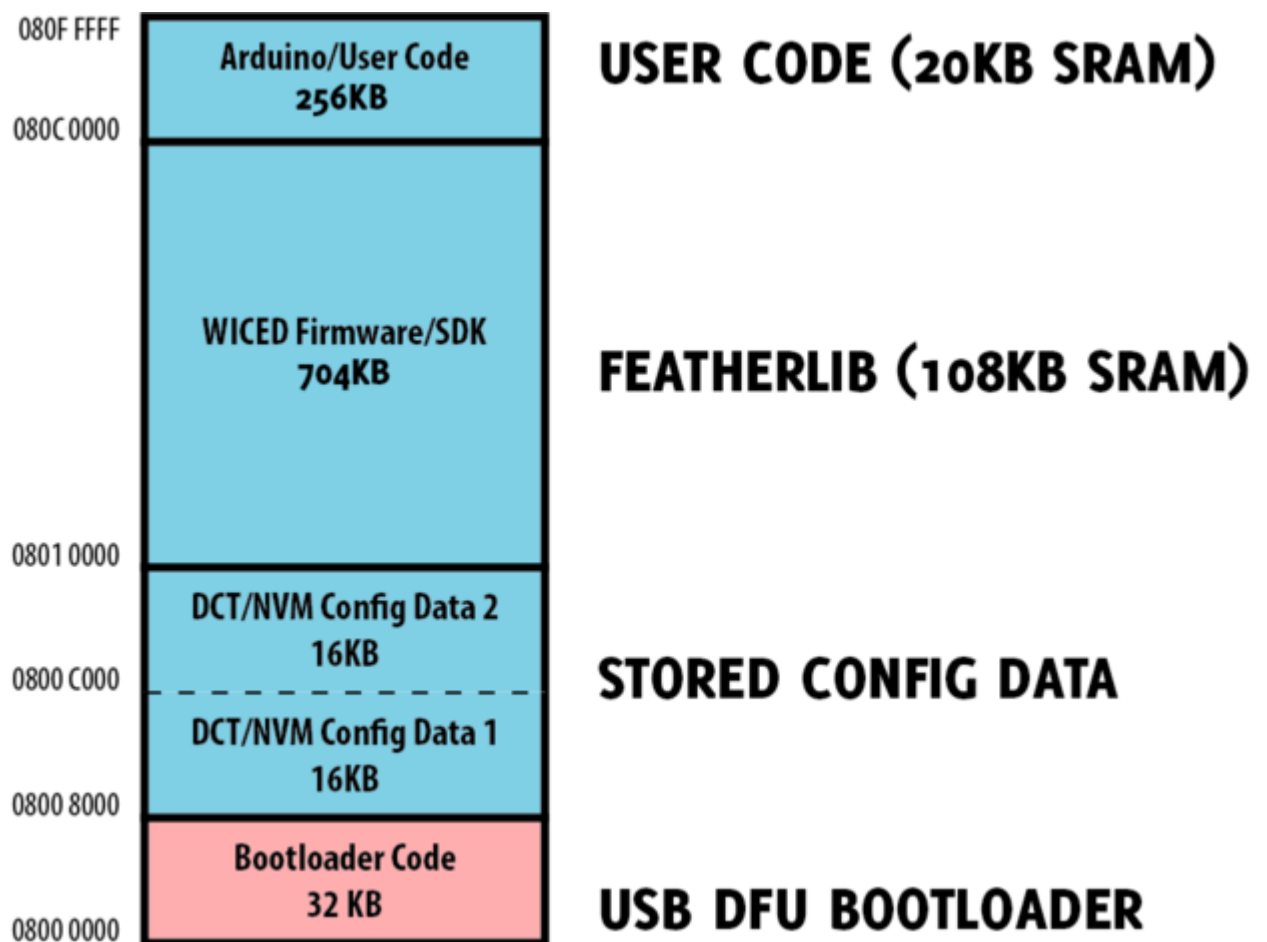 080F FFFF
Arduino/User Code
256KB
USER CODE (20KB SRAM)
080C 0000
WICED Firmware/SDK
704KB
FEATHERLIB (108KB SRAM)
0801 0000
DCT/NVM Config Data 2
16KB
0800 C000
STORED CONFIG DATA
DCT/NVM Config Data 1
16KB
0800 8000
Bootloader Code
32 KB
USB DFU BOOTLOADER
0800 0000